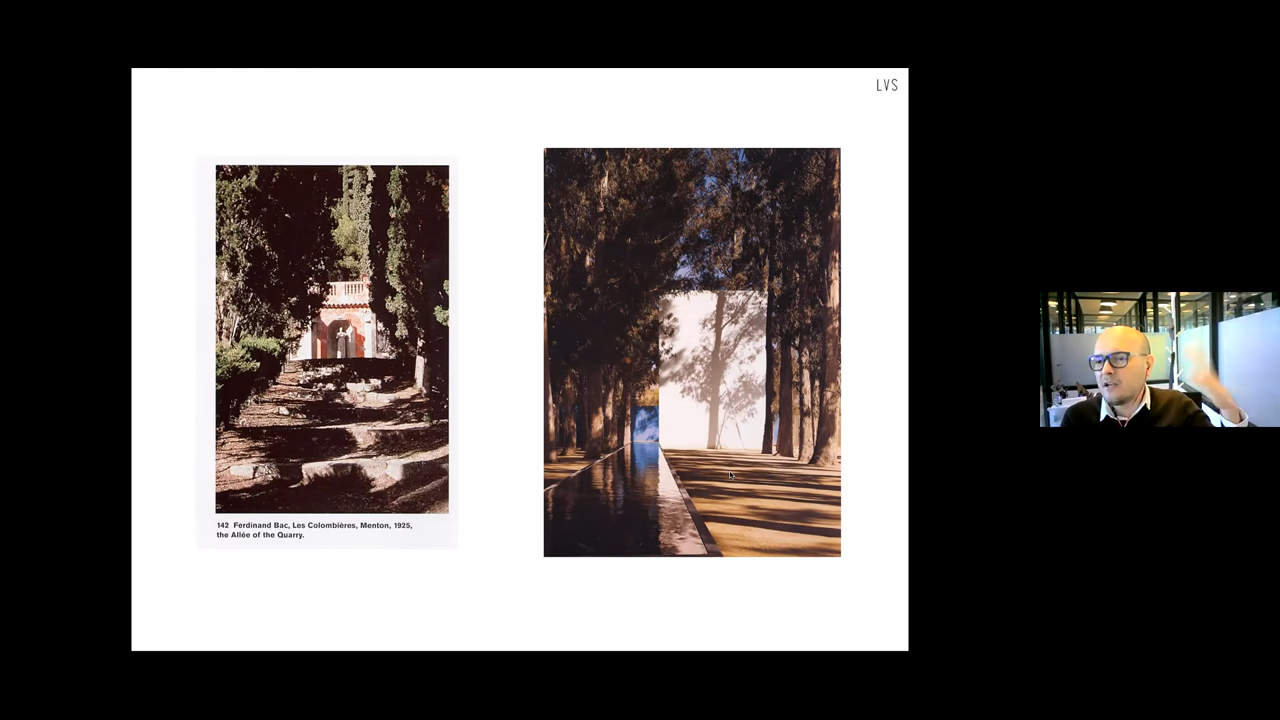 LVS
142 Ferdinand Bac, Les Colombières, Menton, 1925,
the Allée of the Quarry.